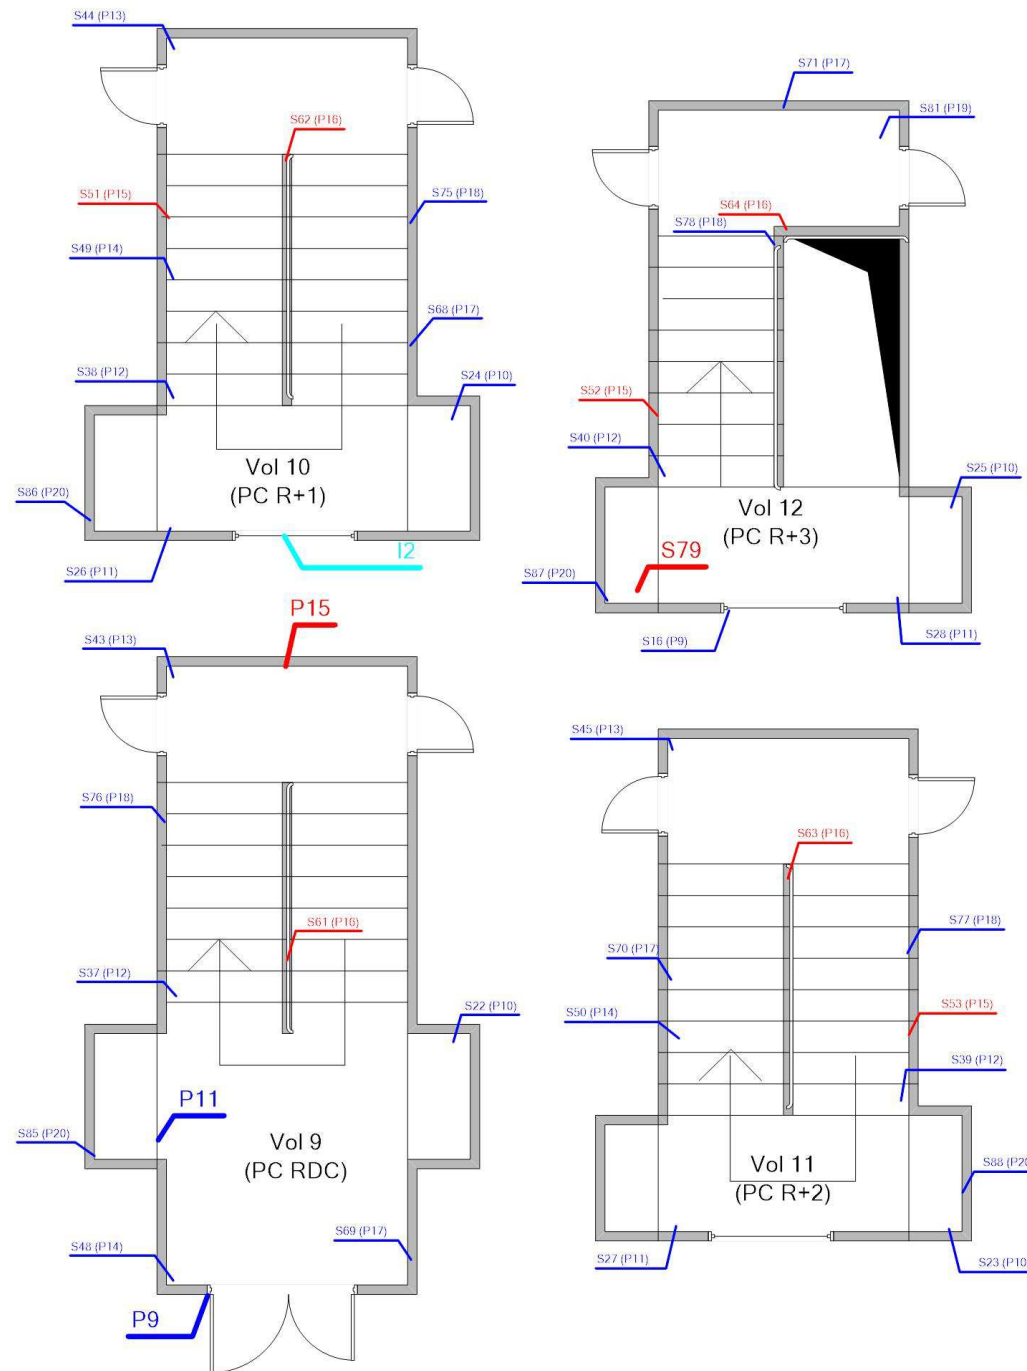 S44 (P13)
S62 (P16)
S51 (P15)
S75 (P18)
S49 (P14)
S68 (P17)
S38 (P12)
S24 (P10)
Vol 10
(PC R+1)
S86 (P20)
S26 (P11)
I2
S71 (P17)
S81 (P19)
S64 (P16)
S78 (P18)
S52 (P15)
S40 (P12)
S25 (P10)
Vol 12
(PC R+3)
S79
S87 (P20)
S16 (P9)
S28 (P11)
P15
S43 (P13)
S76 (P18)
S61 (P16)
S37 (P12)
S22 (P10)
P11
S85 (P20)
Vol 9
(PC RDC)
S69 (P17)
S48 (P14)
P9
S45 (P13)
S63 (P16)
S77 (P18)
S70 (P17)
S50 (P14)
S53 (P15)
S39 (P12)
Vol 11
(PC R+2)
S88 (P20
S27 (P11)
S23 (P10